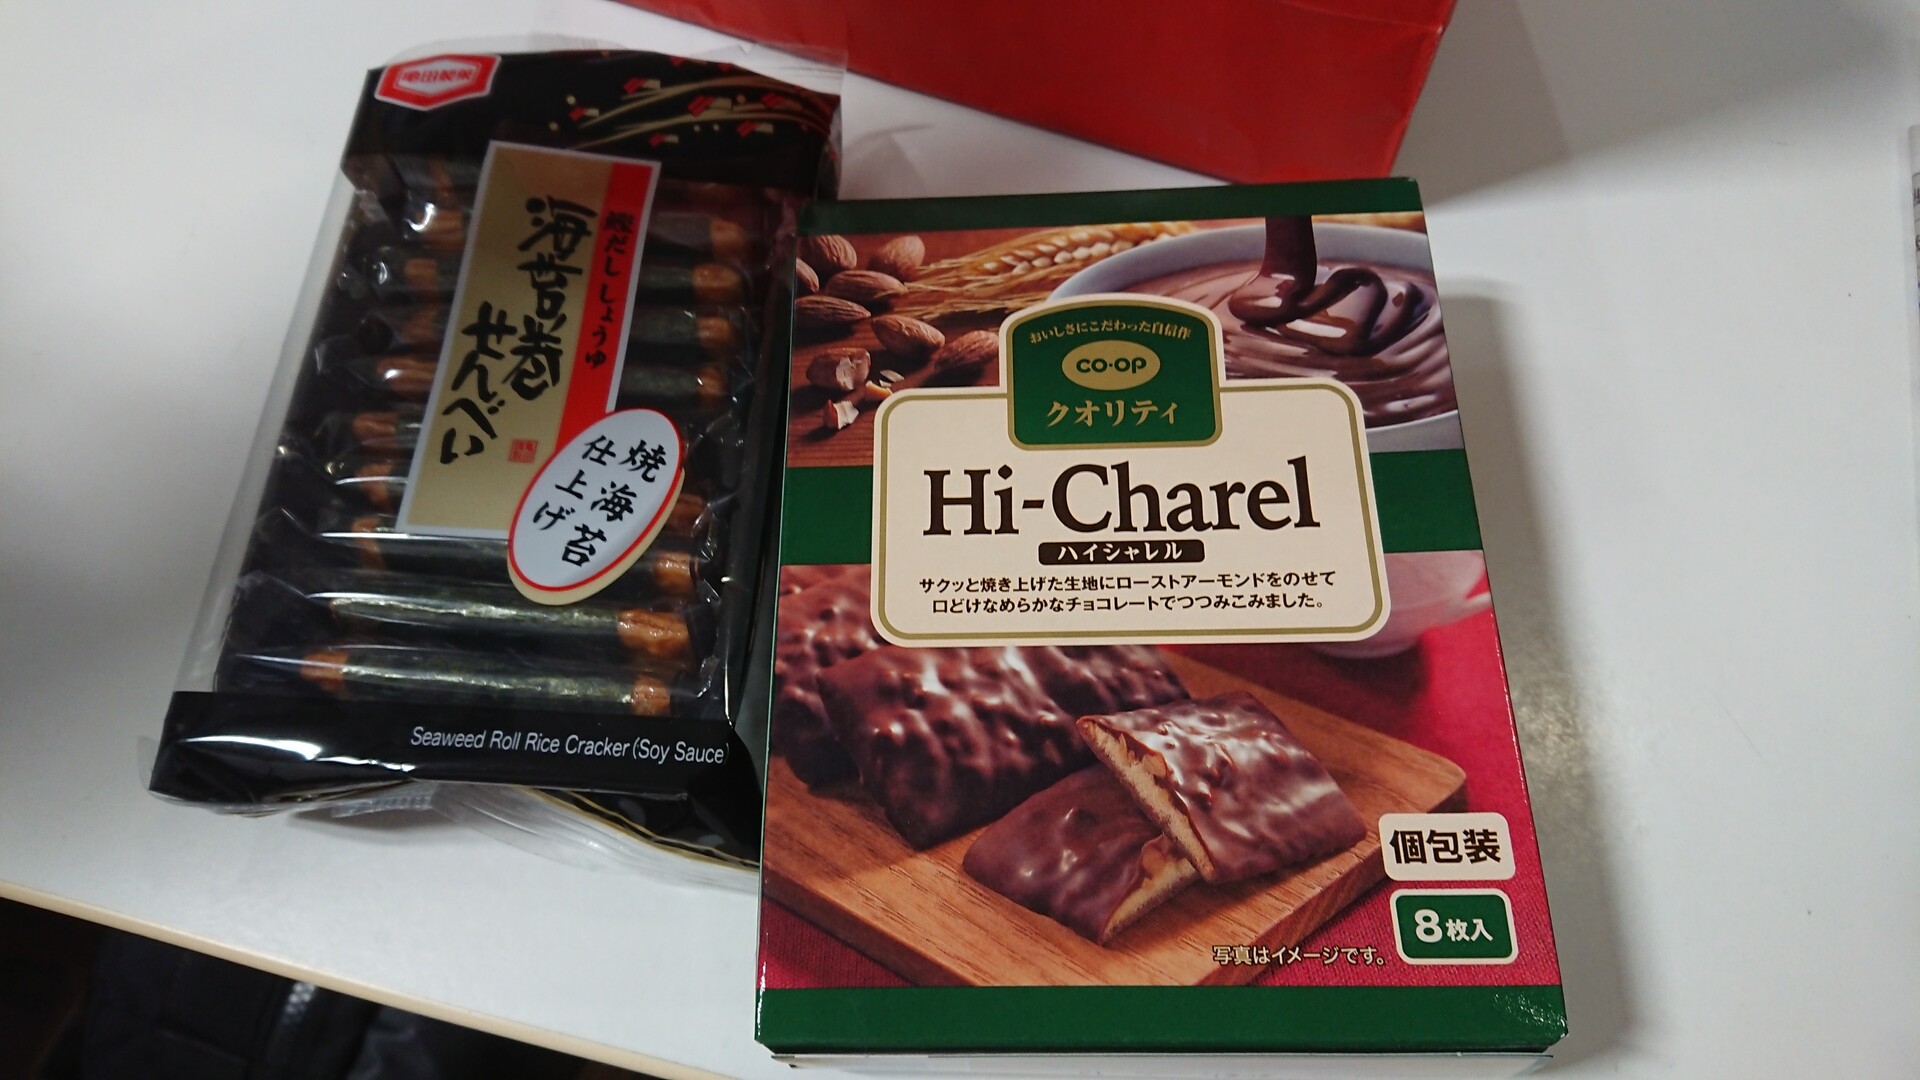 亀田製菓
鰹だししょうゆ
海苔巻
せんべい
焼海苔
仕上げ
Seaweed Roll Rice Cracker (Soy Sauce)
おいしさにこだわった自信作
CO·OP
クオリティ
Hi-Charel
ハイシャレル
サクッと焼き上げた生地にローストアーモンドをのせて
口どけなめらかなチョコレートでつつみこみました。
個包装
8枚入
写真はイメージです。